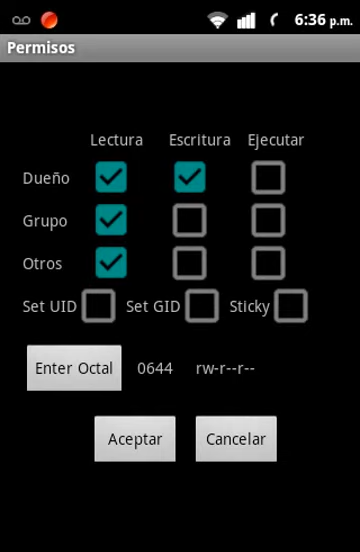 6:36 p.m.
Permisos
Lectura Escritura Ejecutar
Dueño
Grupo
Otros
Set UID Set GID Sticky
Enter Octal 0644 rw-r--r--
Aceptar Cancelar